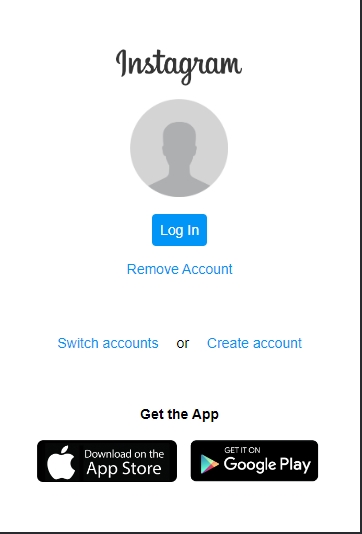 Instagram
Log In
Remove Account
Switch accounts or Create account
Get the App
Download on the
App Store
GET IT ON
Google Play